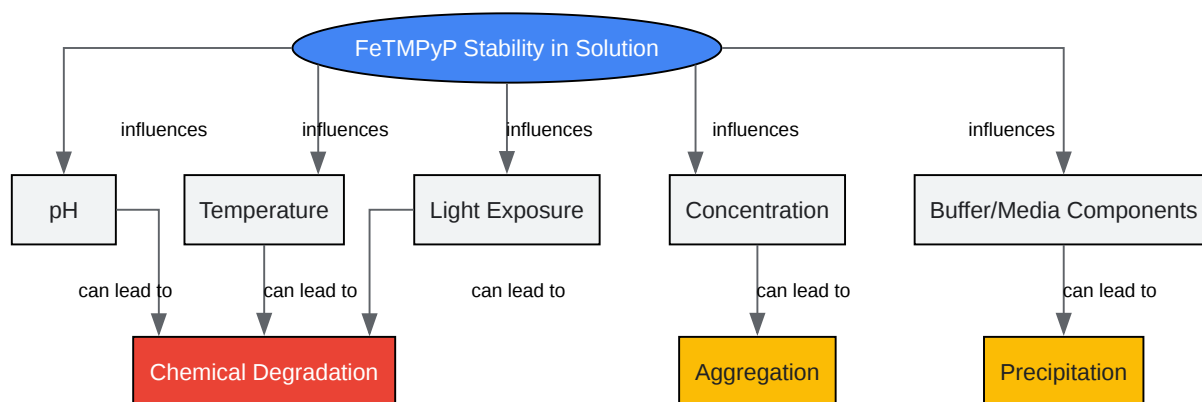 FeTMPyP Stability in Solution
influences
influences
influences
influences
influences
pH
Temperature
Light Exposure
Concentration
Buffer/Media Components
can lead to
can lead to
can lead to
can lead to
can lead to
Chemical Degradation
Aggregation
Precipitation